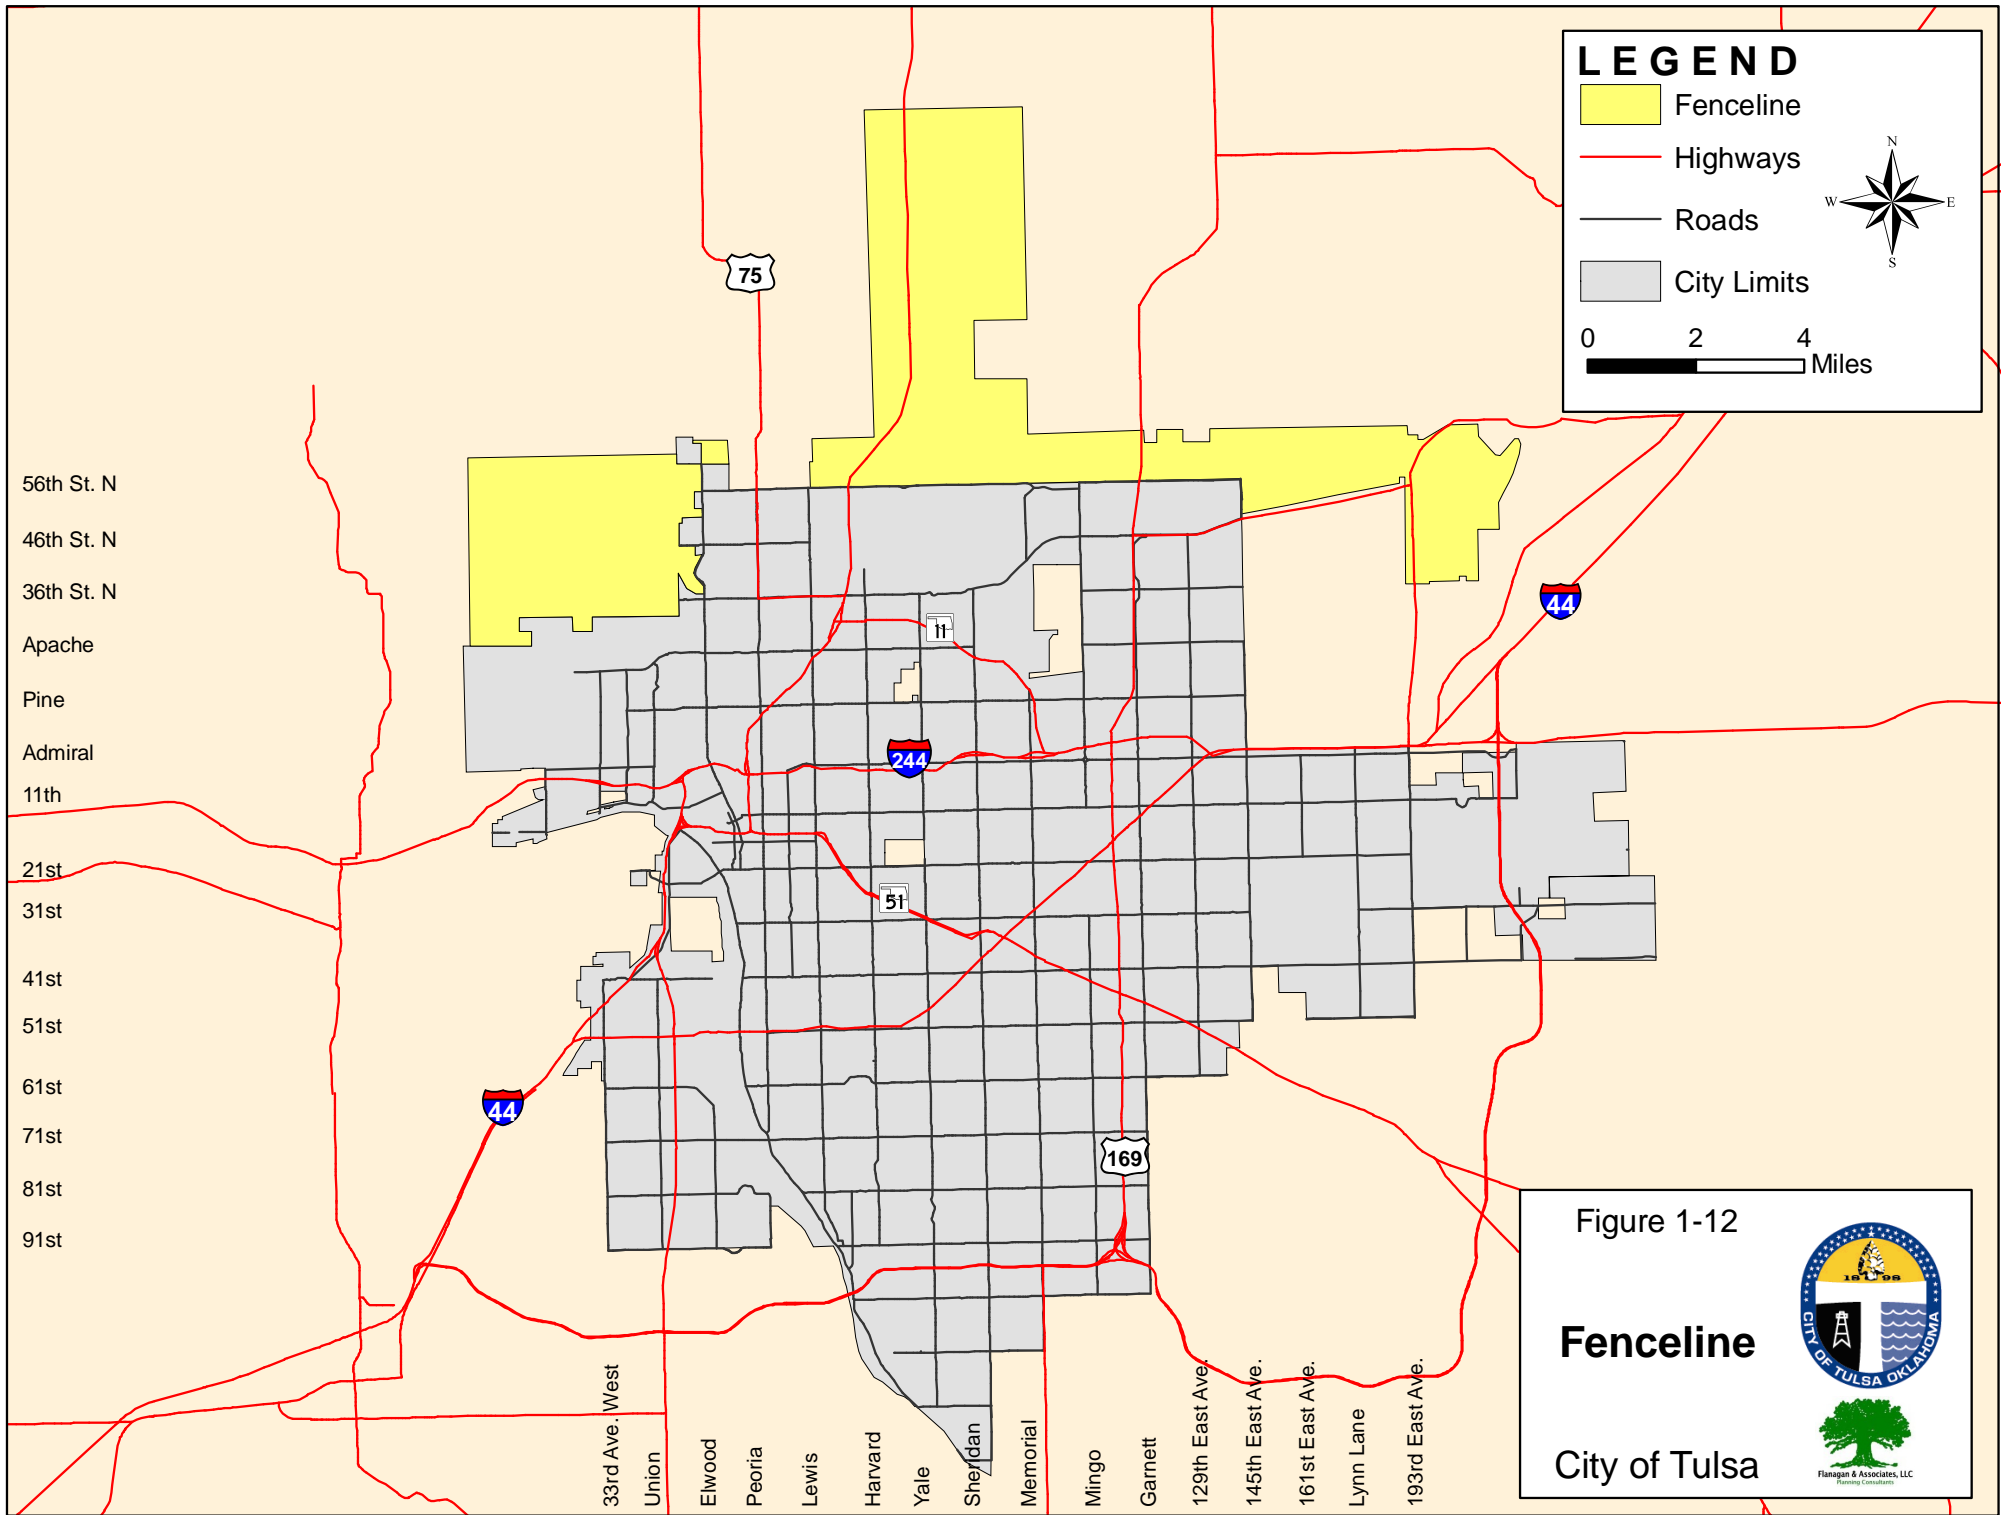 LEGEND
Fenceline
Highways
Roads
City Limits
N
W
E
S
0 2 4
Miles
75
56th St. N
46th St. N
36th St. N
Apache
Pine
Admiral
11th
21st
31st
41st
51st
61st
71st
81st
91st
11
44
244
51
44
169
33rd Ave. West
Union
Elwood
Peoria
Lewis
Harvard
Yale
Sheridan
Memorial
Mingo
Garnett
129th East Ave.
145th East Ave.
161st East Ave.
Lynn Lane
193rd East Ave.
Figure 1-12
Fenceline
City of Tulsa
1898
CITY OF TULSA OKLAHOMA
Flanagan & Associates, LLC
Planning Consultants